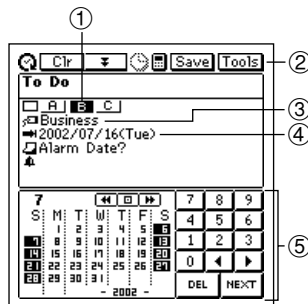 ①
Clr Save Tools ②
To Do
A B C
Business ③
2002/07/16(Tue) ④
Alarm Date?
7 7 8 9
S M T W T F S 4 5 6
1 2 3 4 5 6 1 2 3
7 8 9 10 11 12 13
14 15 16 17 18 19 20 0
21 22 23 24 25 26 27 ⑤
28 29 30 31 DEL NEXT
- 2002 -